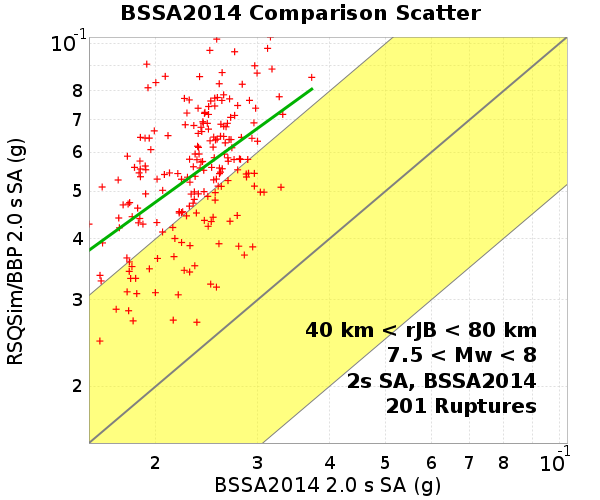 BSSA2014 Comparison Scatter
RSQSim/BBP 2.0 s SA (g)
10⁻¹
8
7
6
5
4
3
2
40 km < rJB < 80 km
7.5 < Mw < 8
2s SA, BSSA2014
201 Ruptures
2 3 4 5 6 7 8 10⁻¹
BSSA2014 2.0 s SA (g)